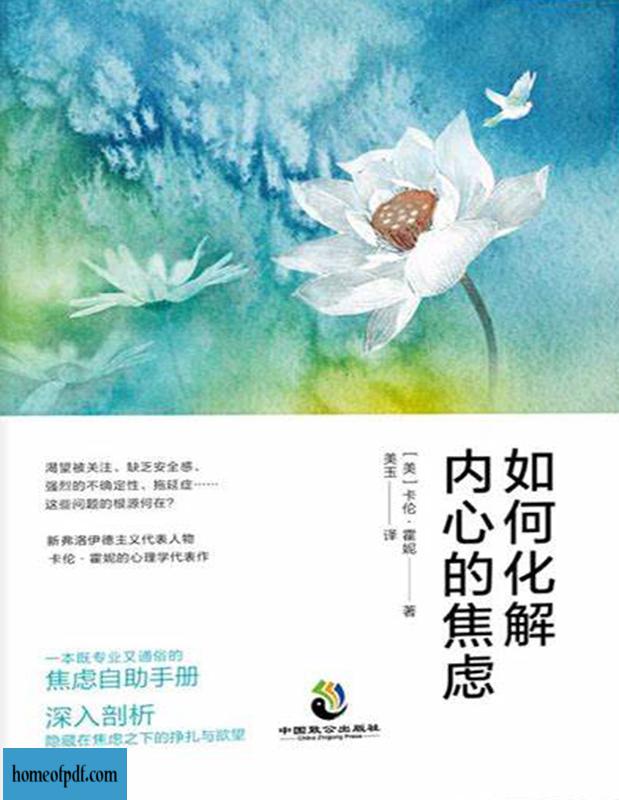 如何化解
内心的焦虑
［美］卡伦·霍妮——著
美玉——译
渴望被关注、缺乏安全感、
强烈的不确定性、拖延症……
这些问题的根源何在？
新弗洛伊德主义代表人物
卡伦·霍妮的心理学代表作
一本既专业又通俗的
焦虑自助手册
深入剖析
隐藏在焦虑之下的挣扎与欲望
中国致公出版社
China Zhigong Press
homeofpdf.com